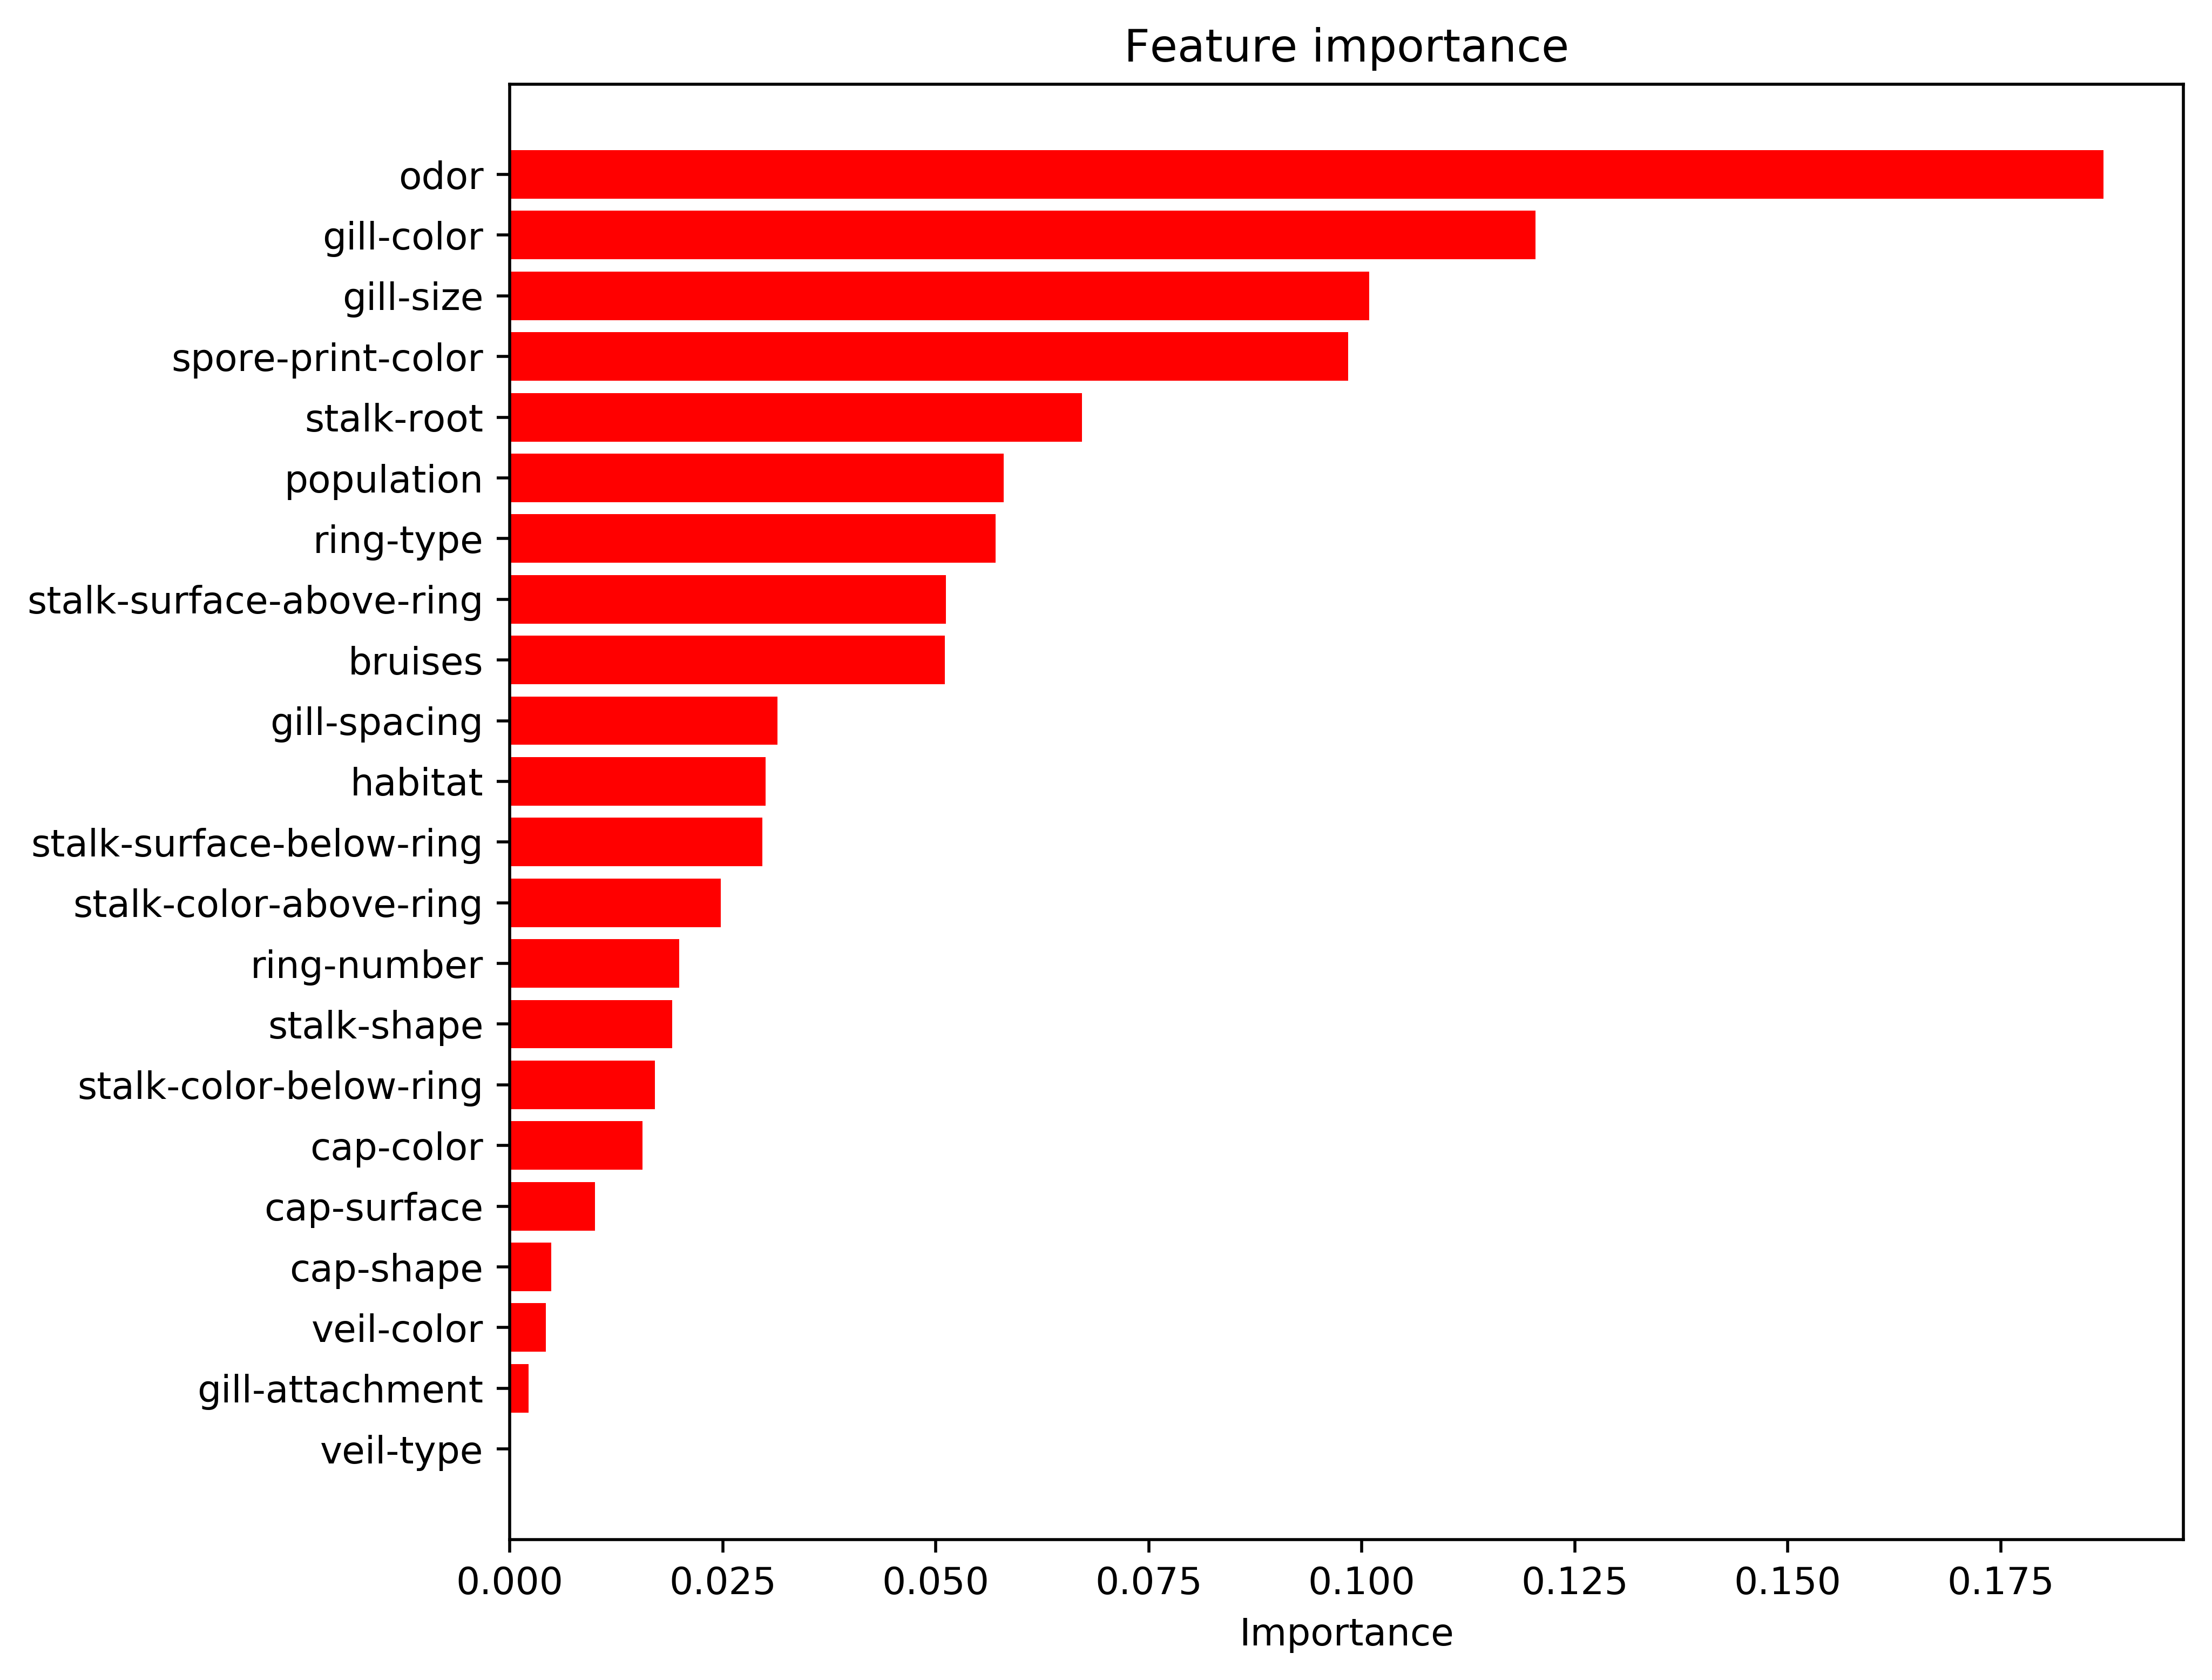 Feature importance
odor
gill-color
gill-size
spore-print-color
stalk-root
population
ring-type
stalk-surface-above-ring
bruises
gill-spacing
habitat
stalk-surface-below-ring
stalk-color-above-ring
ring-number
stalk-shape
stalk-color-below-ring
cap-color
cap-surface
cap-shape
veil-color
gill-attachment
veil-type
0.000 0.025 0.050 0.075 0.100 0.125 0.150 0.175
Importance